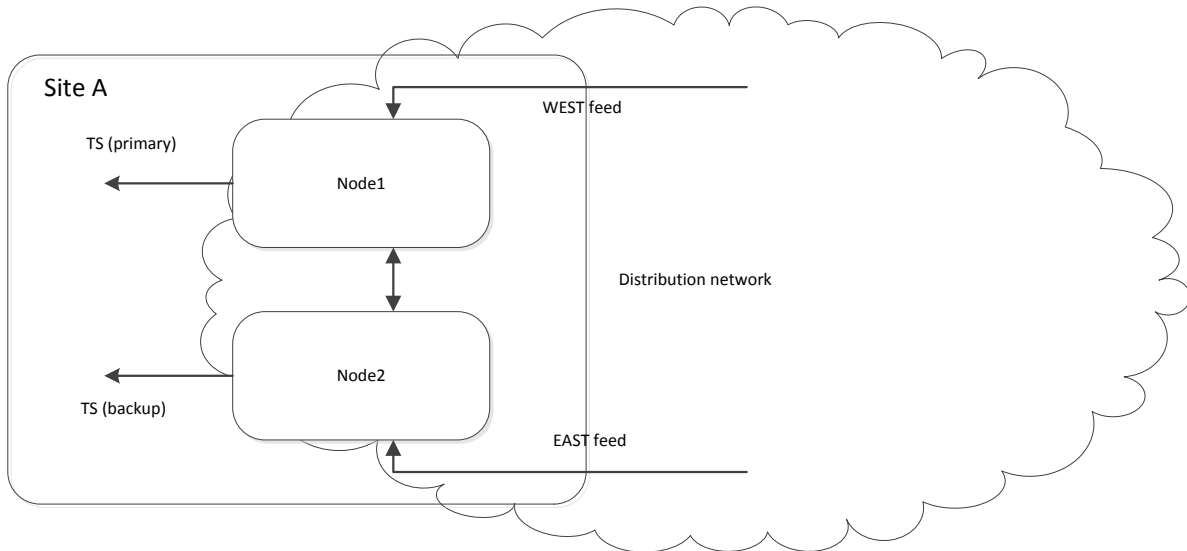 Site A
WEST feed
TS (primary)
Node1
Distribution network
Node2
TS (backup)
EAST feed